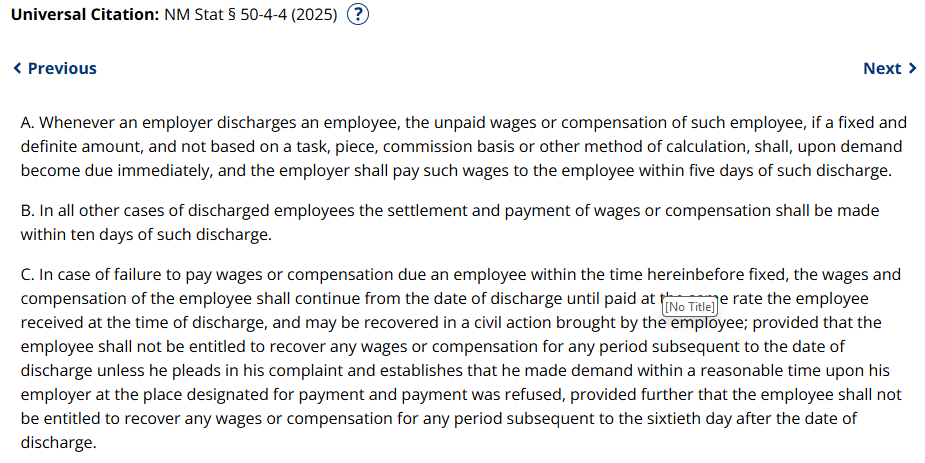 Universal Citation: NM Stat § 50-4-4 (2025) ?
< Previous
Next >
A. Whenever an employer discharges an employee, the unpaid wages or compensation of such employee, if a fixed and
definite amount, and not based on a task, piece, commission basis or other method of calculation, shall, upon demand
become due immediately, and the employer shall pay such wages to the employee within five days of such discharge.
B. In all other cases of discharged employees the settlement and payment of wages or compensation shall be made
within ten days of such discharge.
C. In case of failure to pay wages or compensation due an employee within the time hereinbefore fixed, the wages and
compensation of the employee shall continue from the date of discharge until paid at rate the employee
[No Title]
received at the time of discharge, and may be recovered in a civil action brought by the employee; provided that the
employee shall not be entitled to recover any wages or compensation for any period subsequent to the date of
discharge unless he pleads in his complaint and establishes that he made demand within a reasonable time upon his
employer at the place designated for payment and payment was refused, provided further that the employee shall not
be entitled to recover any wages or compensation for any period subsequent to the sixtieth day after the date of
discharge.